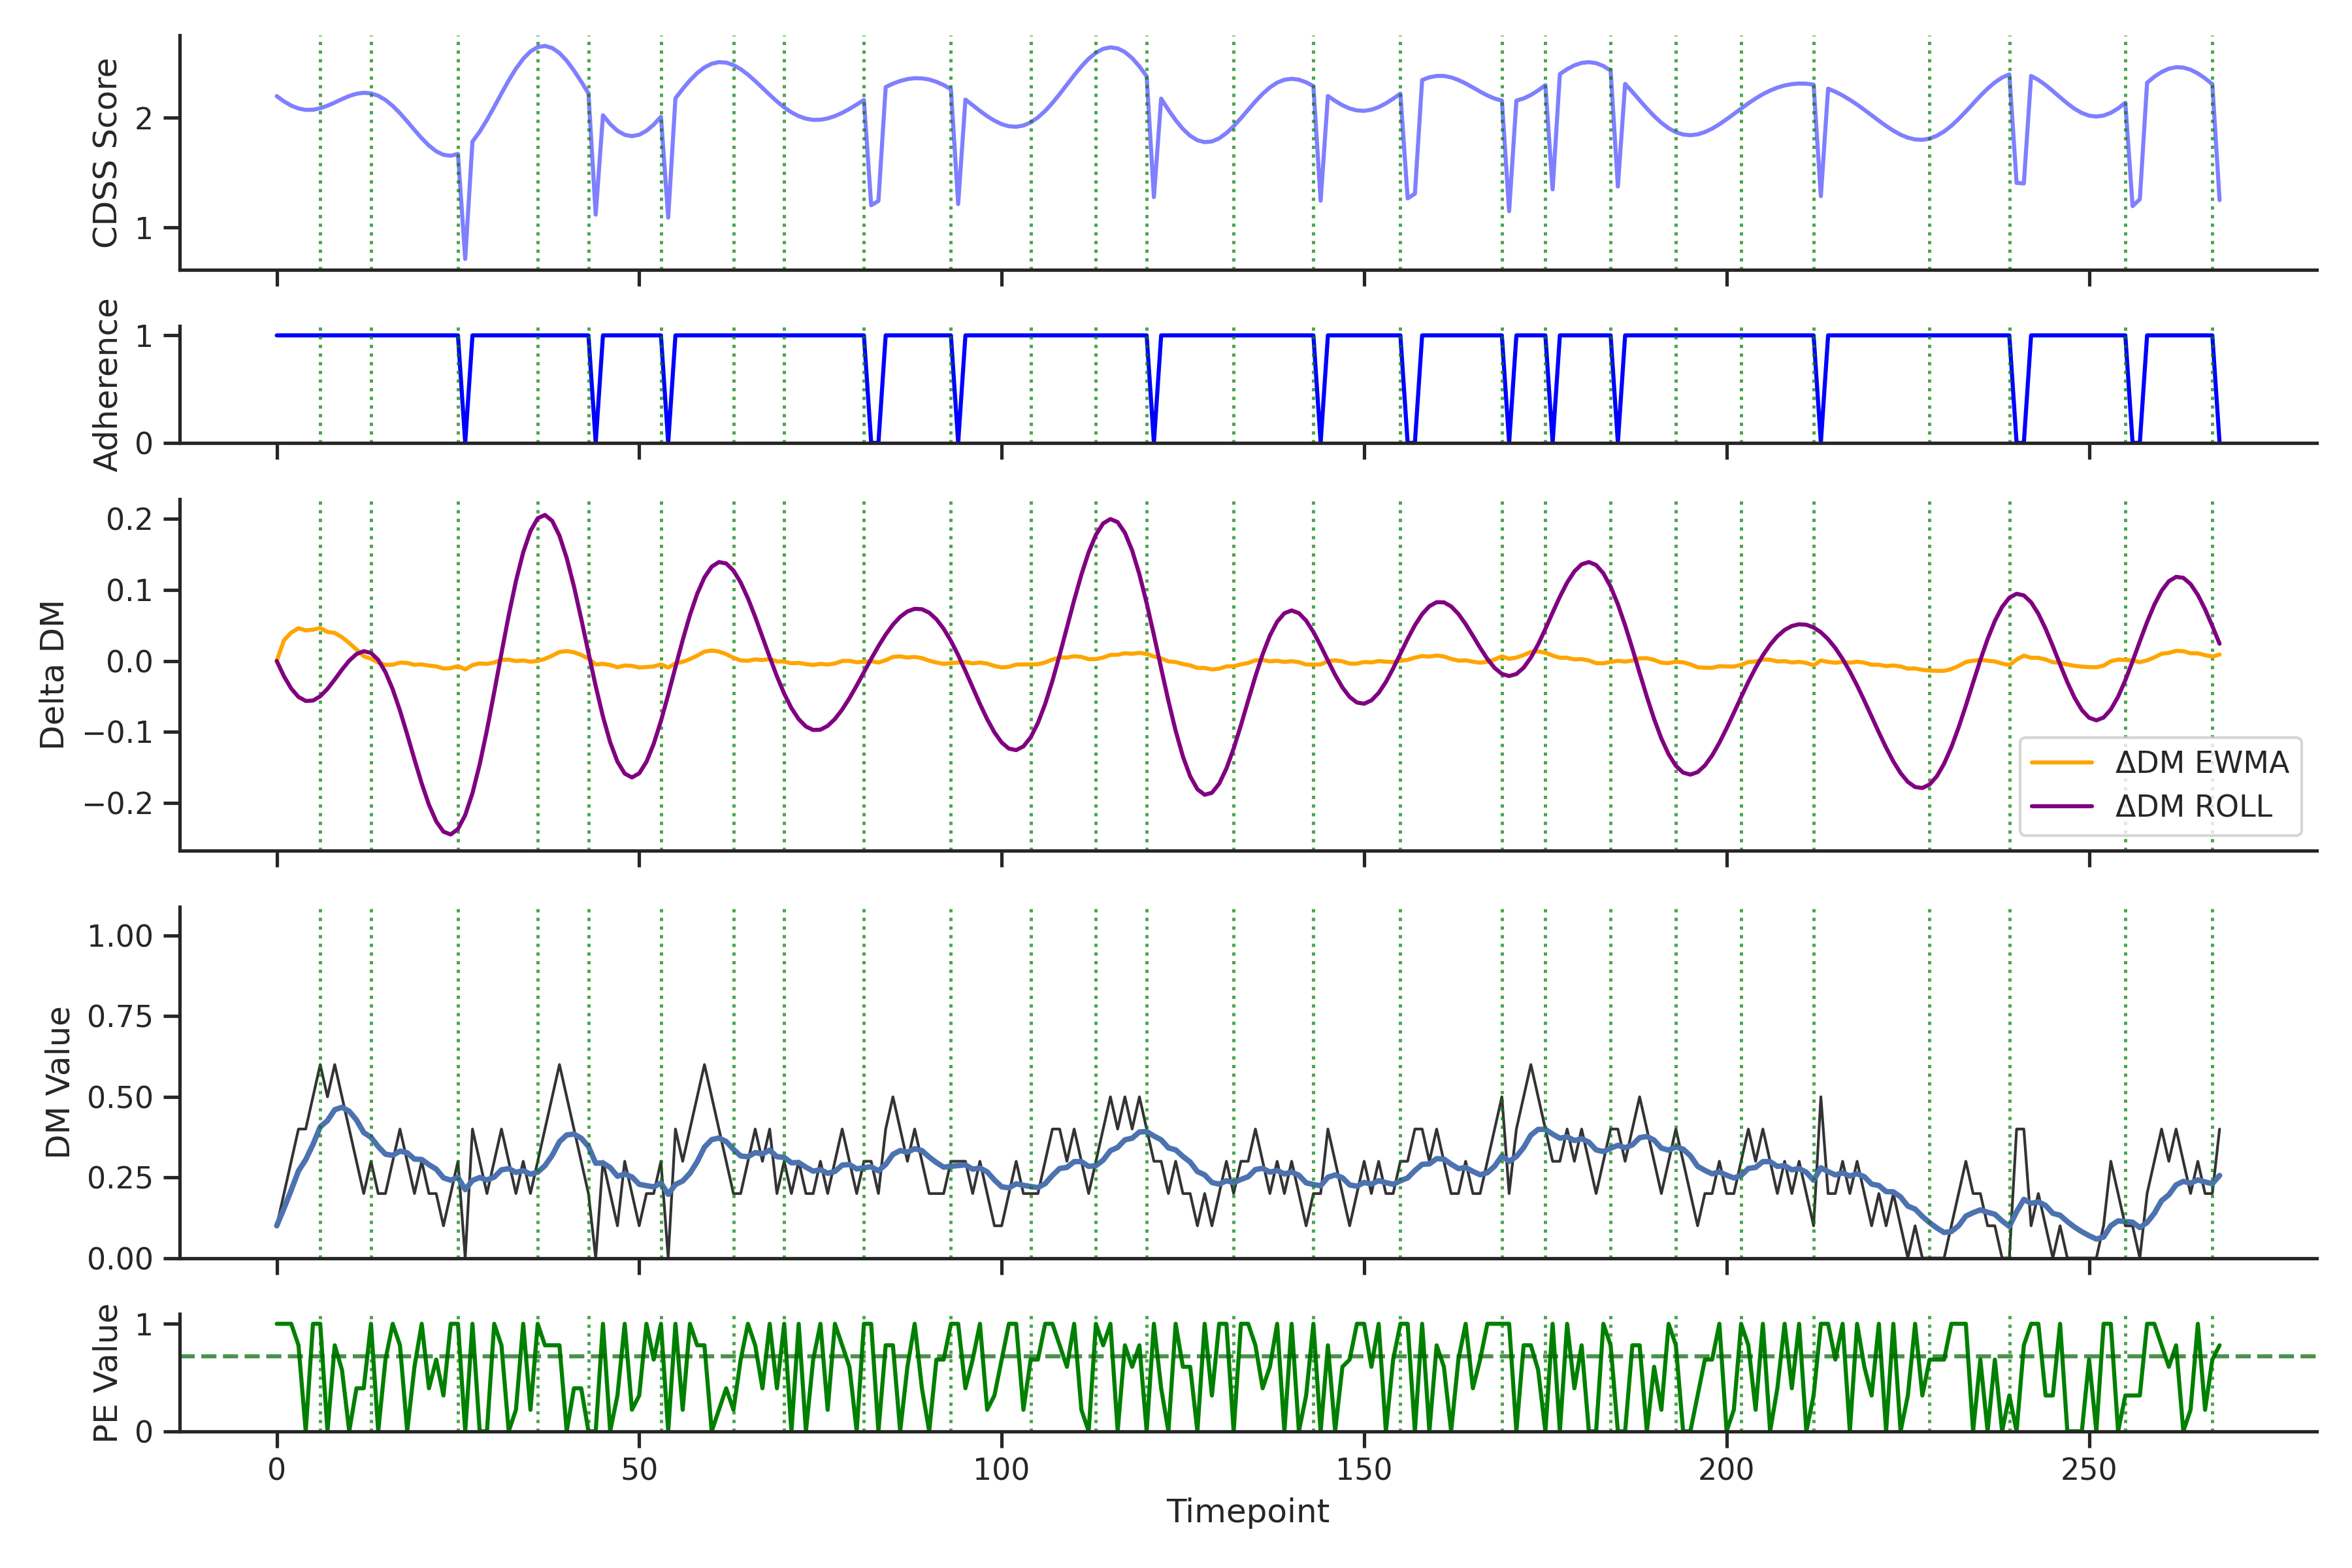 CDSS Score
2
1
Adherence
1
0
Delta DM
0.2
0.1
0.0
−0.1
−0.2
ΔDM EWMA
ΔDM ROLL
DM Value
1.00
0.75
0.50
0.25
0.00
PE Value
1
0
0 50 100 150 200 250
Timepoint